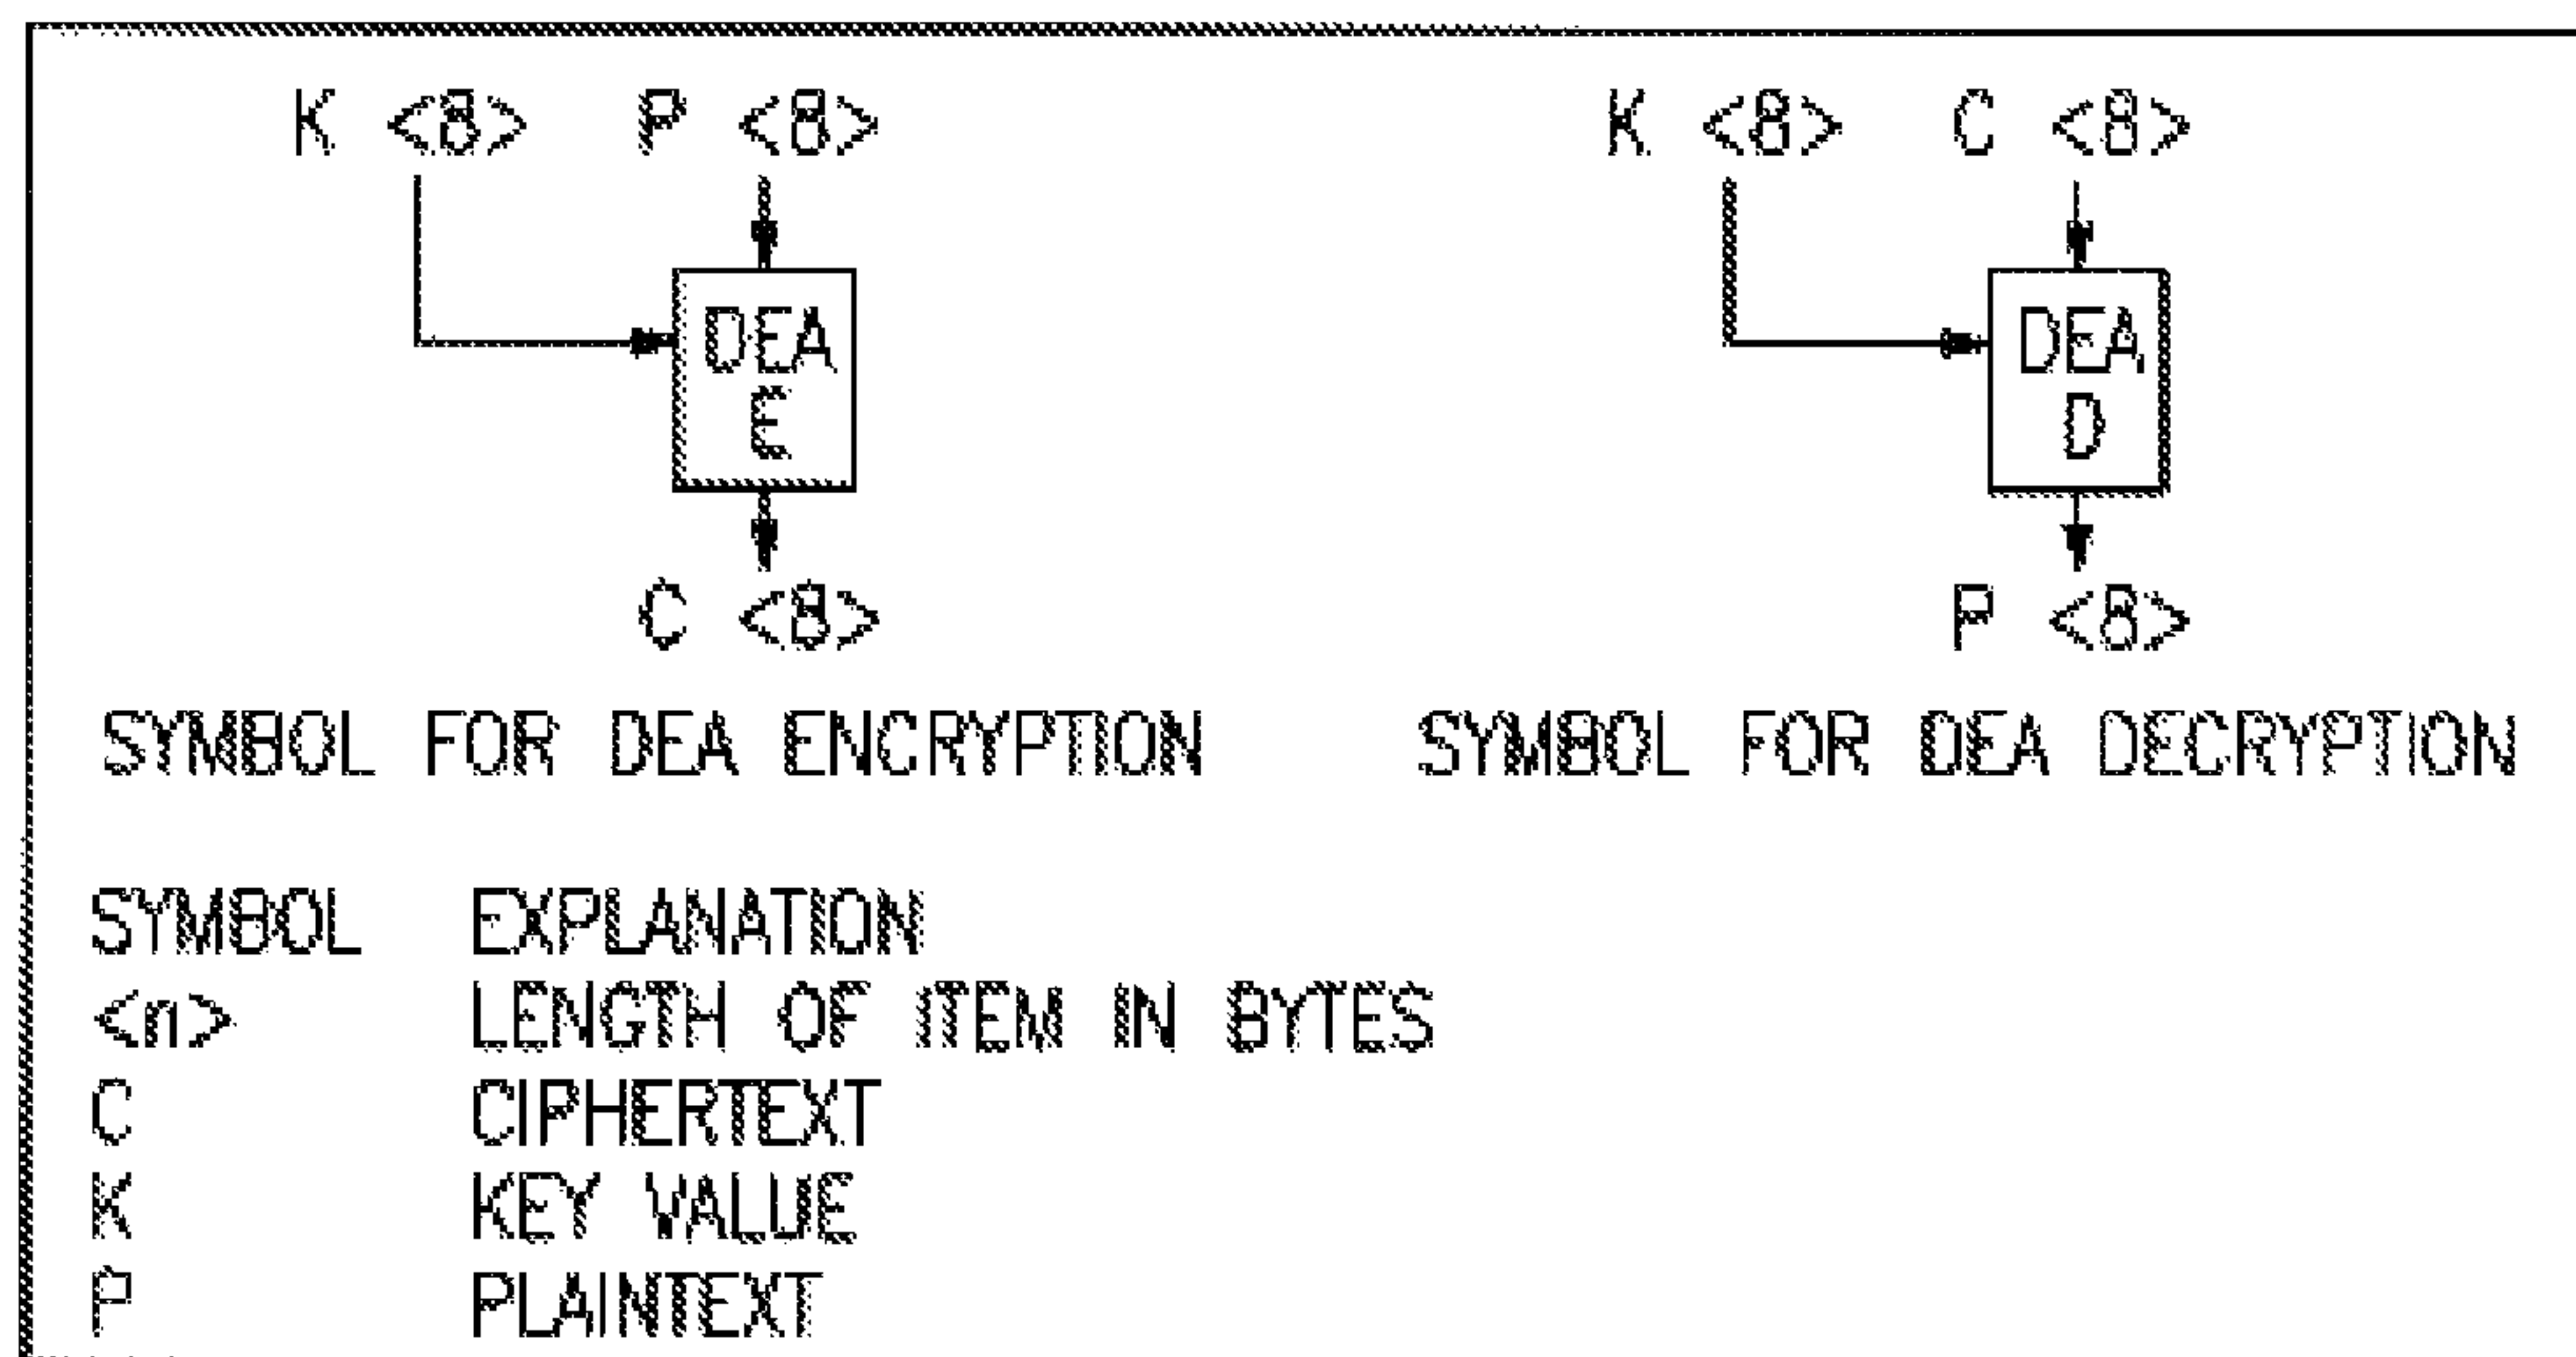 K <8> P <8>
K <8> C <8>
DEA
E
DEA
D
C <8>
P <8>
SYMBOL FOR DEA ENCRYPTION
SYMBOL FOR DEA DECRYPTION
SYMBOL EXPLANATION
<n> LENGTH OF ITEM IN BYTES
C CIPHERTEXT
K KEY VALUE
P PLAINTEXT